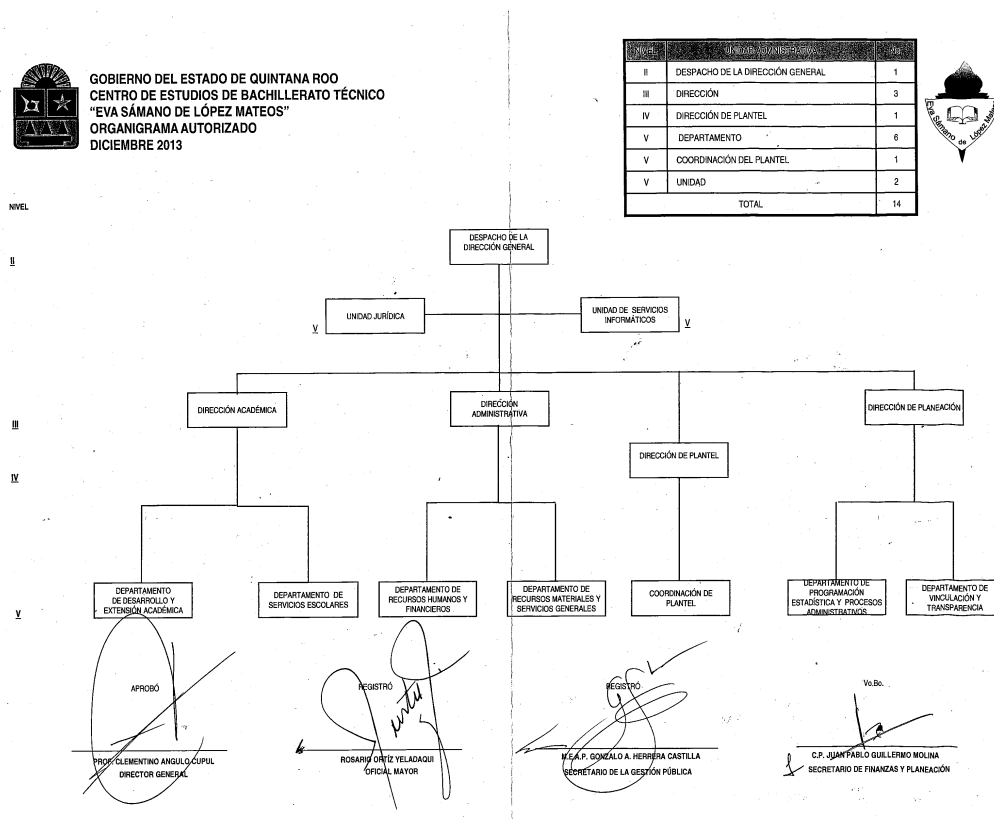 GOBIERNO DEL ESTADO DE QUINTANA ROO
CENTRO DE ESTUDIOS DE BACHILLERATO TÉCNICO
“EVA SÁMANO DE LÓPEZ MATEOS”
ORGANIGRAMA AUTORIZADO
DICIEMBRE 2013
NIVEL UNIDAD ADMINISTRATIVA No
II DESPACHO DE LA DIRECCIÓN GENERAL 1
III DIRECCIÓN 3
IV DIRECCIÓN DE PLANTEL 1
V DEPARTAMENTO 6
V COORDINACIÓN DEL PLANTEL 1
V UNIDAD 2
TOTAL 14
Eva Sámano de López
NIVEL
DESPACHO DE LA
DIRECCIÓN GENERAL
II
UNIDAD JURÍDICA
V
UNIDAD DE SERVICIOS
INFORMÁTICOS
V
III
DIRECCIÓN ACADÉMICA
DIRECCIÓN
ADMINISTRATIVA
DIRECCIÓN DE PLANEACIÓN
IV
DIRECCIÓN DE PLANTEL
V
DEPARTAMENTO
DE DESARROLLO Y
EXTENSIÓN ACADÉMICA
DEPARTAMENTO DE
SERVICIOS ESCOLARES
DEPARTAMENTO DE
RECURSOS HUMANOS Y
FINANCIEROS
DEPARTAMENTO DE
RECURSOS MATERIALES Y
SERVICIOS GENERALES
COORDINACIÓN DE
PLANTEL
DEPARTAMENTO DE
PROGRAMACIÓN
ESTADÍSTICA Y PROCESOS
ADMINISTRATIVOS
DEPARTAMENTO DE
VINCULACIÓN Y
TRANSPARENCIA
APROBÓ
PROF. CLEMENTINO ANGULO CUPUL
DIRECTOR GENERAL
REGISTRÓ
ROSARIO ORTÍZ YELADAQUI
OFICIAL MAYOR
REGISTRÓ
M.E.A.P. GONZALO A. HERRERA CASTILLA
SECRETARIO DE LA GESTIÓN PÚBLICA
Vo.Bo.
C.P. JUAN PABLO GUILLERMO MOLINA
SECRETARIO DE FINANZAS Y PLANEACIÓN